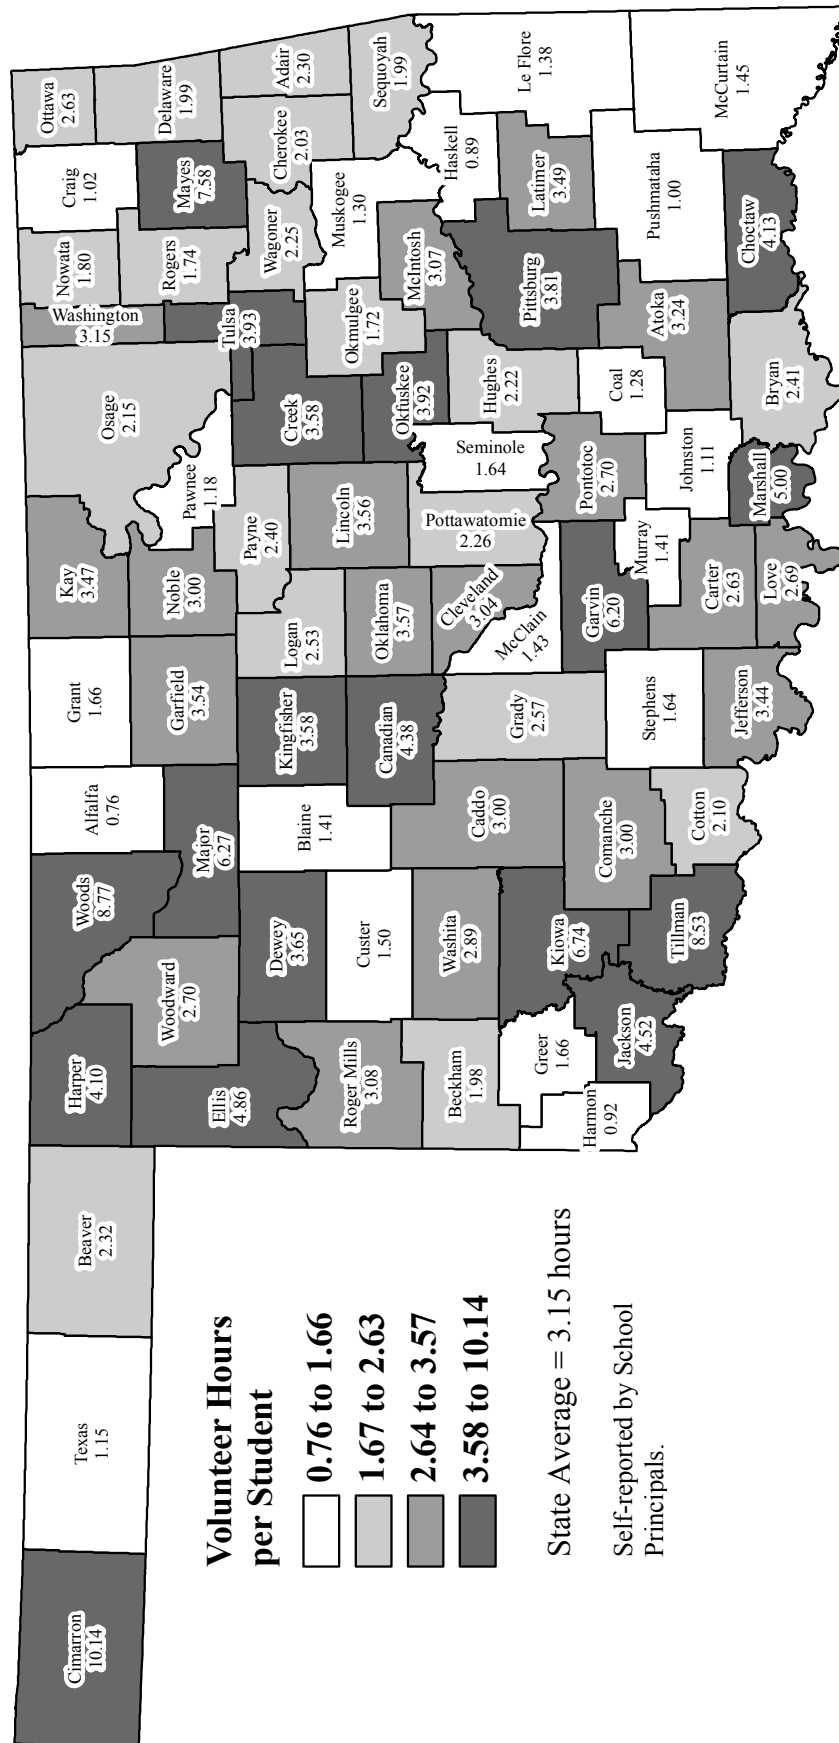 Cimarron
10.14
Texas
1.15
Beaver
2.32
Harper
4.10
Woods
8.77
Alfalfa
0.76
Grant
1.66
Kay
3.47
Osage
2.15
Washington
3.15
Nowata
1.80
Craig
1.02
Ottawa
2.63
Ellis
4.86
Woodward
2.70
Major
6.27
Garfield
3.54
Noble
3.00
Pawnee
1.18
Tulsa
3.93
Rogers
1.74
Mayes
7.58
Delaware
1.99
Roger Mills
3.08
Dewey
3.65
Blaine
1.41
Kingfisher
3.58
Logan
2.53
Payne
2.40
Creek
3.58
Wagoner
2.25
Cherokee
2.03
Adair
2.30
Custer
1.50
Canadian
4.38
Oklahoma
3.57
Lincoln
3.56
Okmulgee
1.72
Muskogee
1.30
Sequoyah
1.99
Beckham
1.98
Washita
2.89
Caddo
3.00
Grady
2.57
Cleveland
3.04
Pottawatomie
2.26
Okfuskee
3.92
Seminole
1.64
McIntosh
3.07
Haskell
0.89
Le Flore
1.38
Greer
1.66
Kiowa
6.74
McClain
1.43
Hughes
2.22
Pittsburg
3.81
Latimer
3.49
Harmon
0.92
Jackson
4.52
Comanche
3.00
Garvin
6.20
Pontotoc
2.70
Coal
1.28
Atoka
3.24
Pushmataha
1.00
McCurtain
1.45
Tillman
8.53
Cotton
2.10
Stephens
1.64
Murray
1.41
Johnston
1.11
Choctaw
4.13
Jefferson
3.44
Carter
2.63
Love
2.69
Marshall
5.00
Bryan
2.41
Volunteer Hours
per Student
0.76 to 1.66
1.67 to 2.63
2.64 to 3.57
3.58 to 10.14
State Average = 3.15 hours
Self-reported by School
Principals.